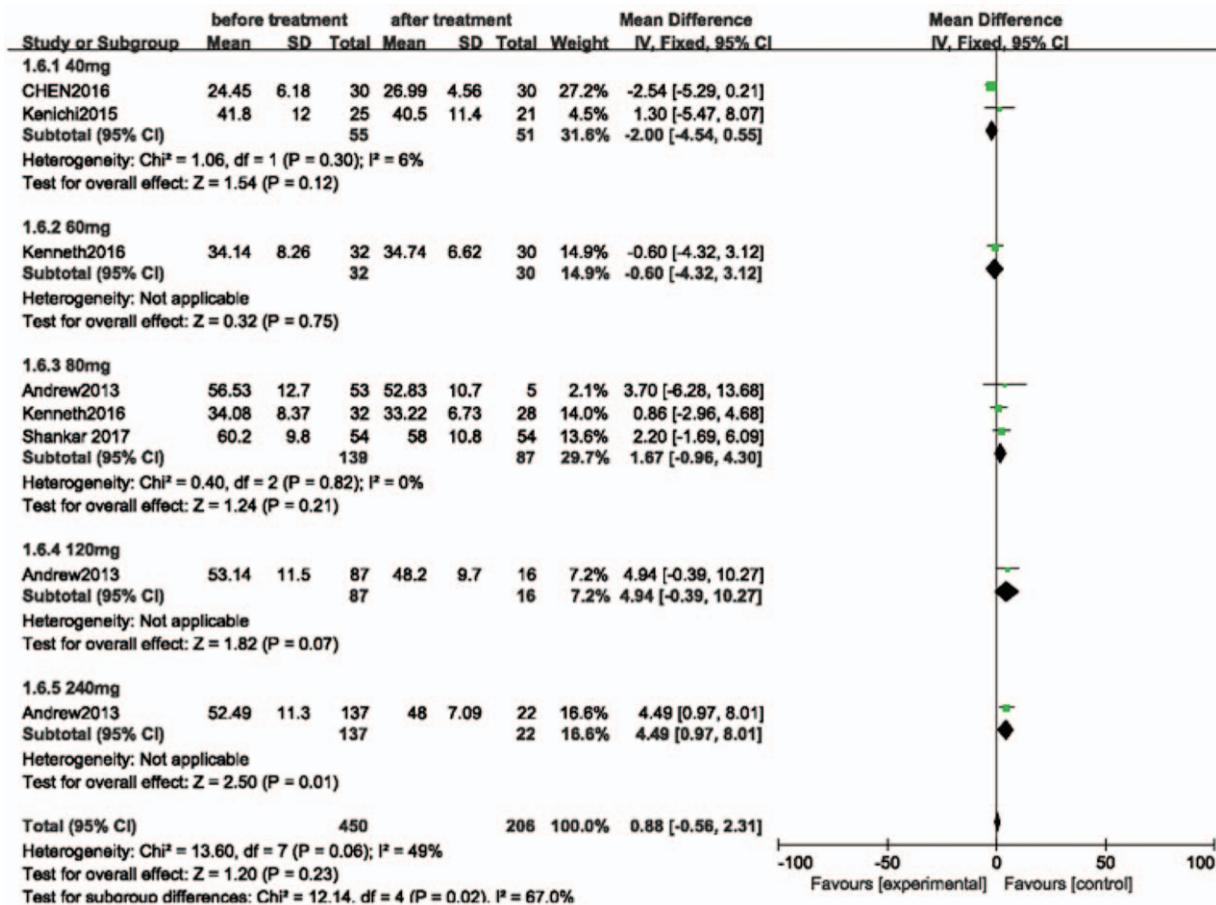 before treatment after treatment Mean Difference Mean Difference
Study or Subgroup Mean SD Total Mean SD Total Weight IV, Fixed, 95% CI IV, Fixed, 95% CI
1.6.1 40mg
CHEN2016 24.45 6.18 30 26.99 4.56 30 27.2% -2.54 [-5.29, 0.21]
Kenichi2015 41.8 12 25 40.5 11.4 21 4.5% 1.30 [-5.47, 8.07]
Subtotal (95% CI) 55 51 31.6% -2.00 [-4.54, 0.55]
Heterogeneity: Chi² = 1.06, df = 1 (P = 0.30); I² = 6%
Test for overall effect: Z = 1.54 (P = 0.12)
1.6.2 60mg
Kenneth2016 34.14 8.26 32 34.74 6.62 30 14.9% -0.60 [-4.32, 3.12]
Subtotal (95% CI) 32 30 14.9% -0.60 [-4.32, 3.12]
Heterogeneity: Not applicable
Test for overall effect: Z = 0.32 (P = 0.75)
1.6.3 80mg
Andrew2013 56.53 12.7 53 52.83 10.7 5 2.1% 3.70 [-6.28, 13.68]
Kenneth2016 34.08 8.37 32 33.22 6.73 28 14.0% 0.86 [-2.96, 4.68]
Shankar 2017 60.2 9.8 54 58 10.8 54 13.6% 2.20 [-1.69, 6.09]
Subtotal (95% CI) 139 87 29.7% 1.67 [-0.96, 4.30]
Heterogeneity: Chi² = 0.40, df = 2 (P = 0.82); I² = 0%
Test for overall effect: Z = 1.24 (P = 0.21)
1.6.4 120mg
Andrew2013 53.14 11.5 87 48.2 9.7 16 7.2% 4.94 [-0.39, 10.27]
Subtotal (95% CI) 87 16 7.2% 4.94 [-0.39, 10.27]
Heterogeneity: Not applicable
Test for overall effect: Z = 1.82 (P = 0.07)
1.6.5 240mg
Andrew2013 52.49 11.3 137 48 7.09 22 16.6% 4.49 [0.97, 8.01]
Subtotal (95% CI) 137 22 16.6% 4.49 [0.97, 8.01]
Heterogeneity: Not applicable
Test for overall effect: Z = 2.50 (P = 0.01)
Total (95% CI) 450 206 100.0% 0.88 [-0.56, 2.31]
Heterogeneity: Chi² = 13.60, df = 7 (P = 0.06); I² = 49%
Test for overall effect: Z = 1.20 (P = 0.23)
Test for subgroup differences: Chi² = 12.14, df = 4 (P = 0.02), I² = 67.0%
-100 -50 0 50 100
Favours [experimental] Favours [control]